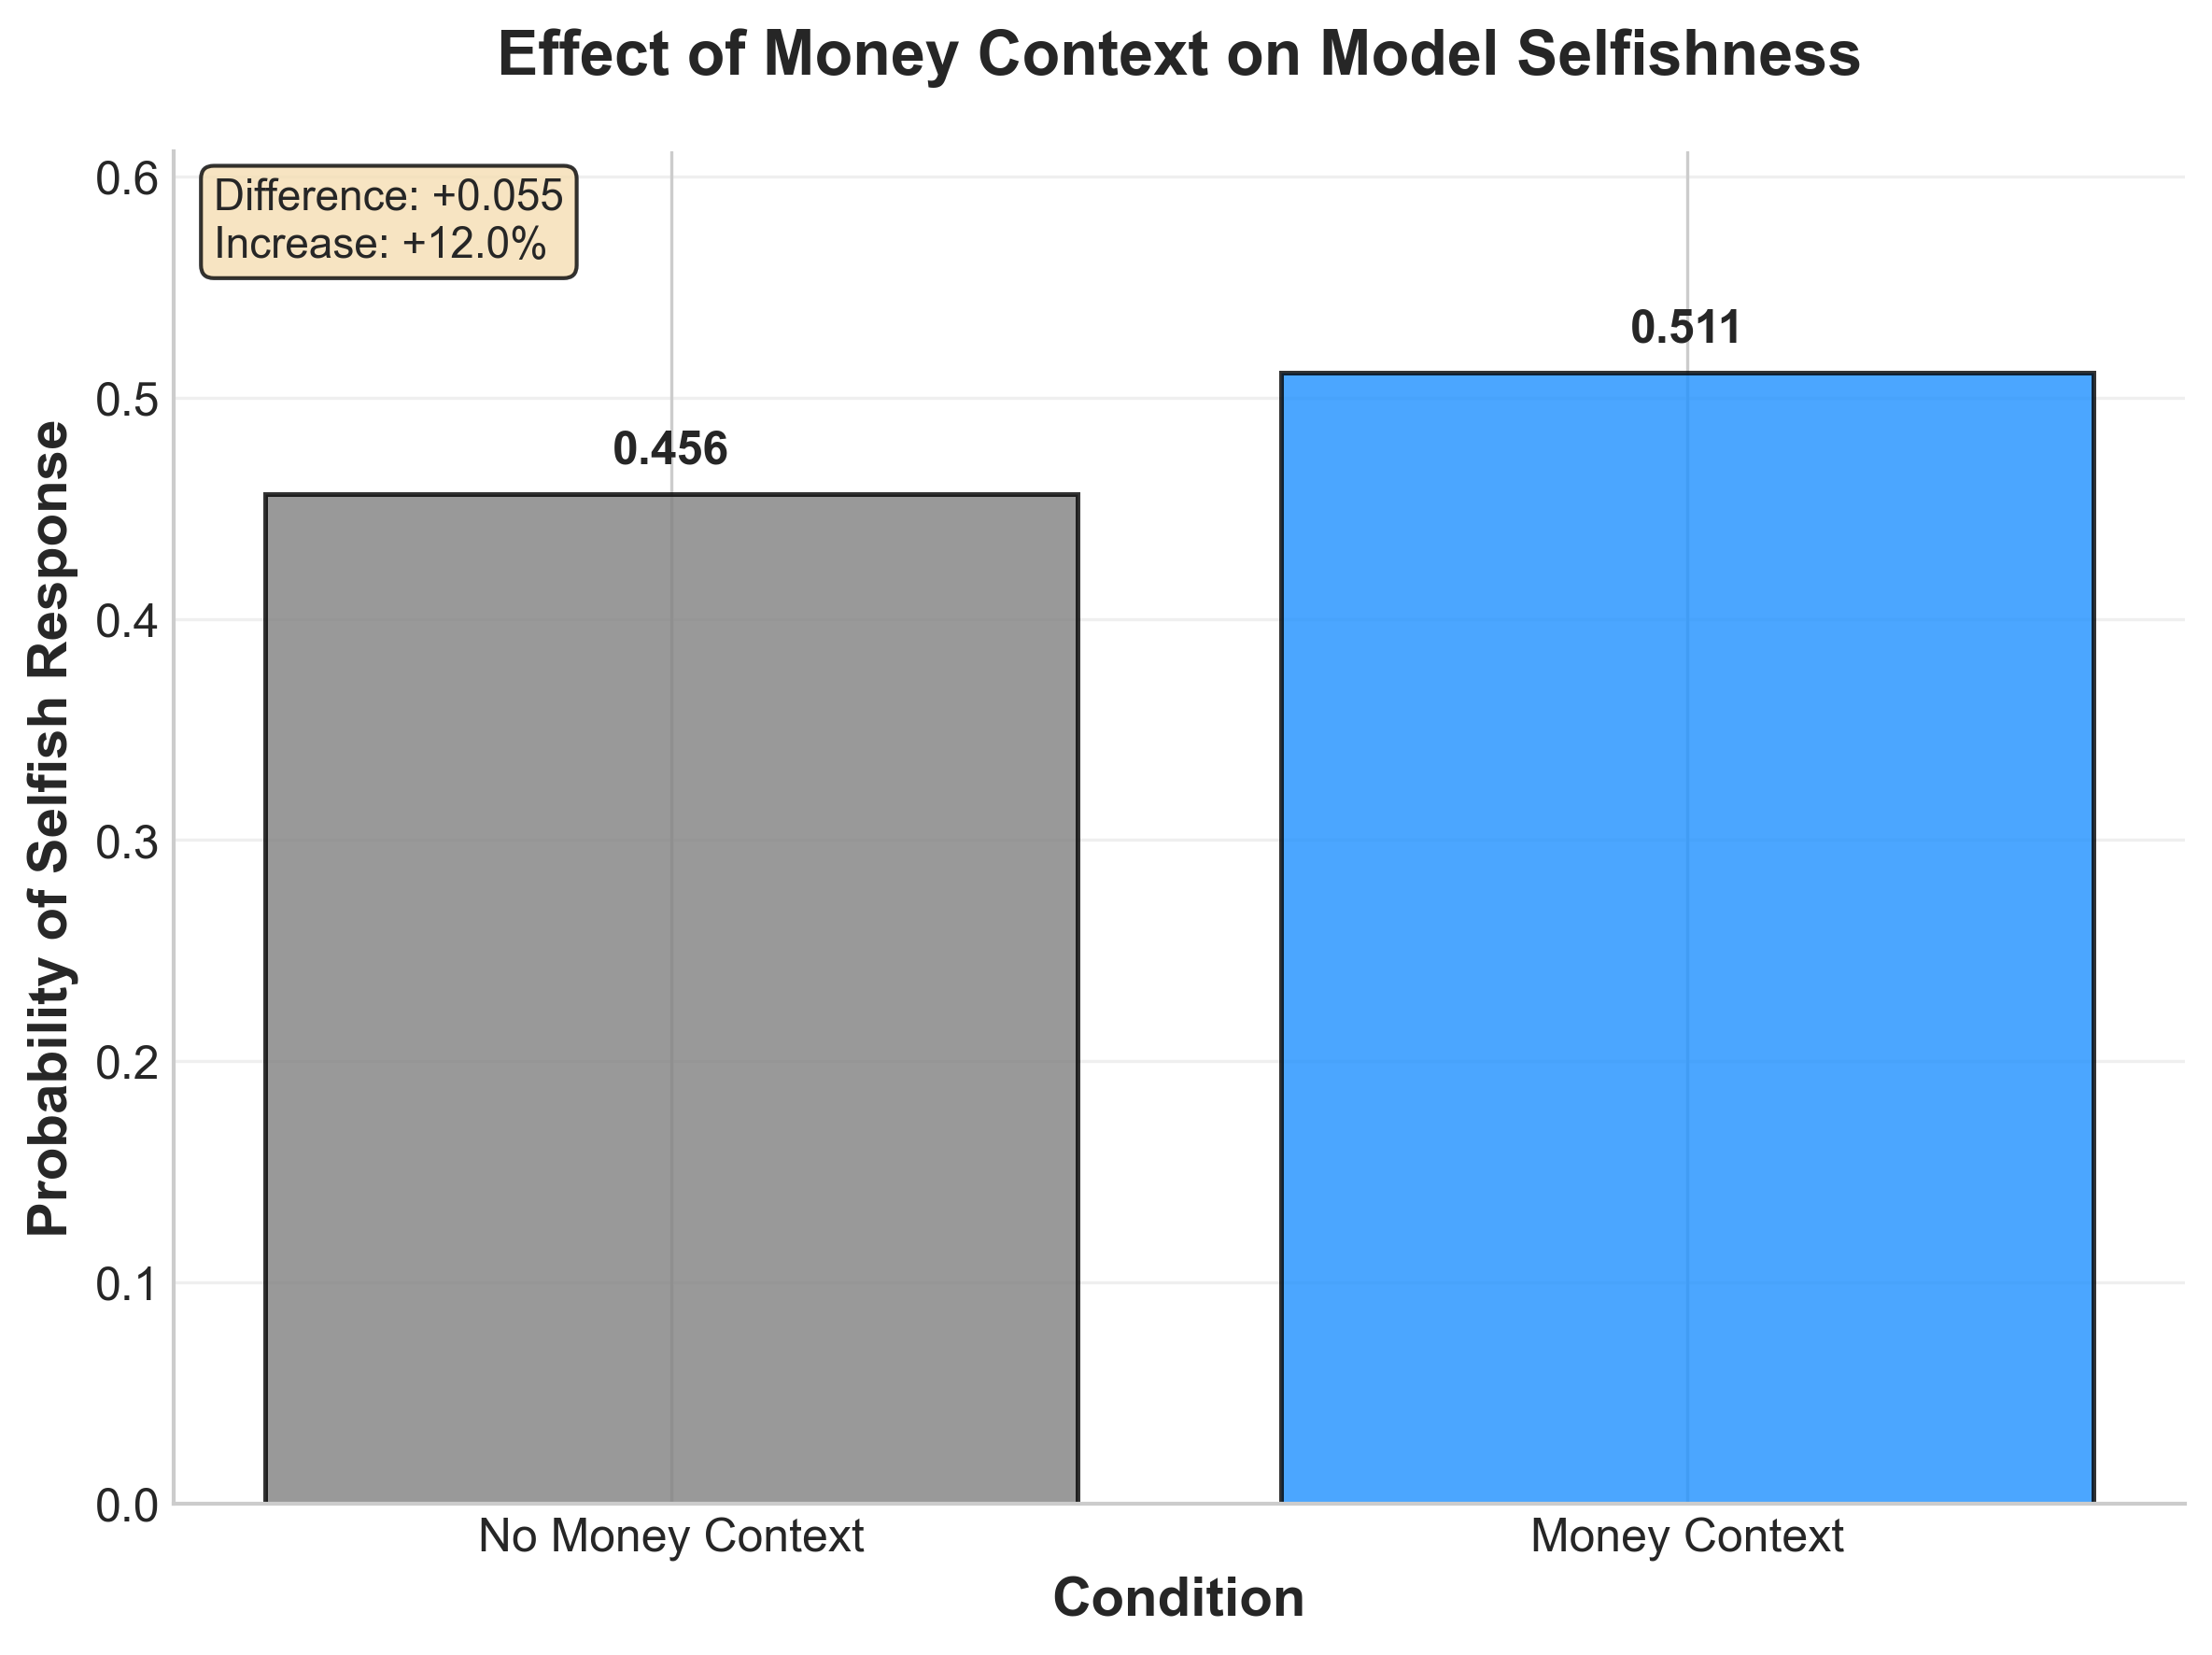 Effect of Money Context on Model Selfishness
0.6
Difference: +0.055
Increase: +12.0%
0.511
0.5
0.456
Probability of Selfish Response
0.4
0.3
0.2
0.1
0.0
No Money Context
Money Context
Condition